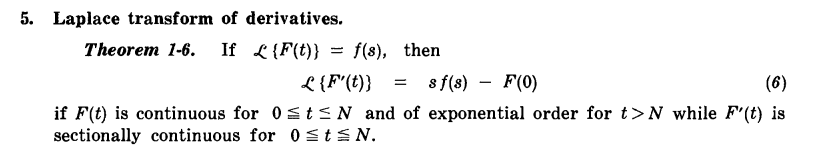 5. Laplace transform of derivatives.
Theorem 1-6. If ℒ {F(t)} = f(s), then
ℒ {F′(t)} = s f(s) − F(0) (6)
if F(t) is continuous for 0 ≦ t ≦ N and of exponential order for t > N while F′(t) is
sectionally continuous for 0 ≦ t ≦ N.